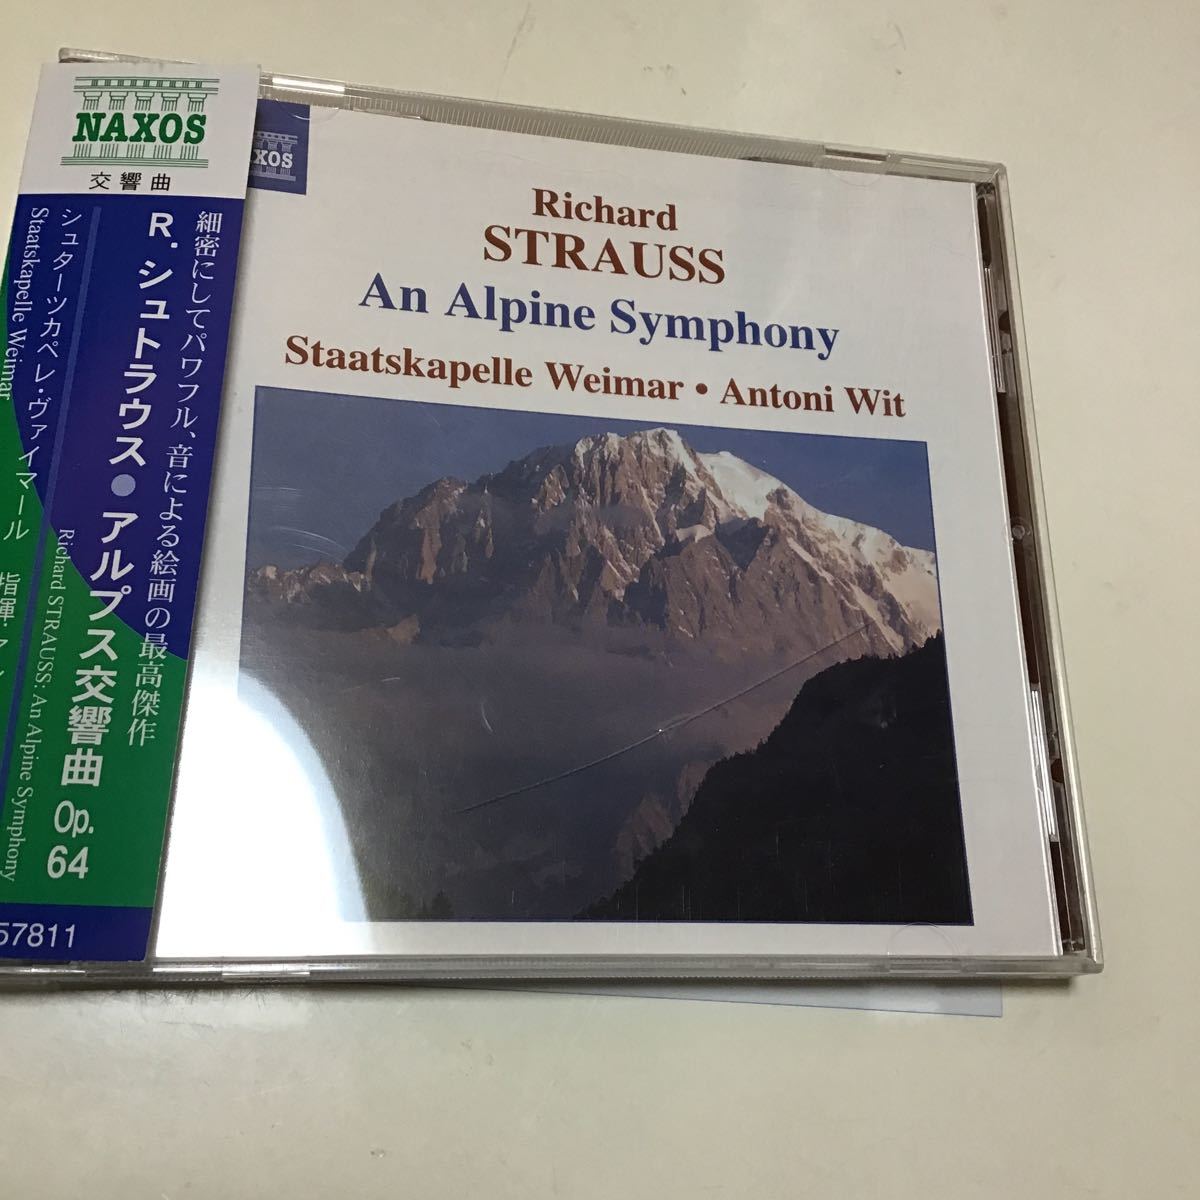 NAXOS
交響曲
細密にしてパワフル、音による絵画の最高傑作
R. シュトラウス●アルプス交響曲 Op. 64
Richard STRAUSS: An Alpine Symphony
シュターツカペレ・ヴァイマール 指揮:アン
Staatskapelle Weimar
57811
XOS
Richard
STRAUSS
An Alpine Symphony
Staatskapelle Weimar • Antoni Wit